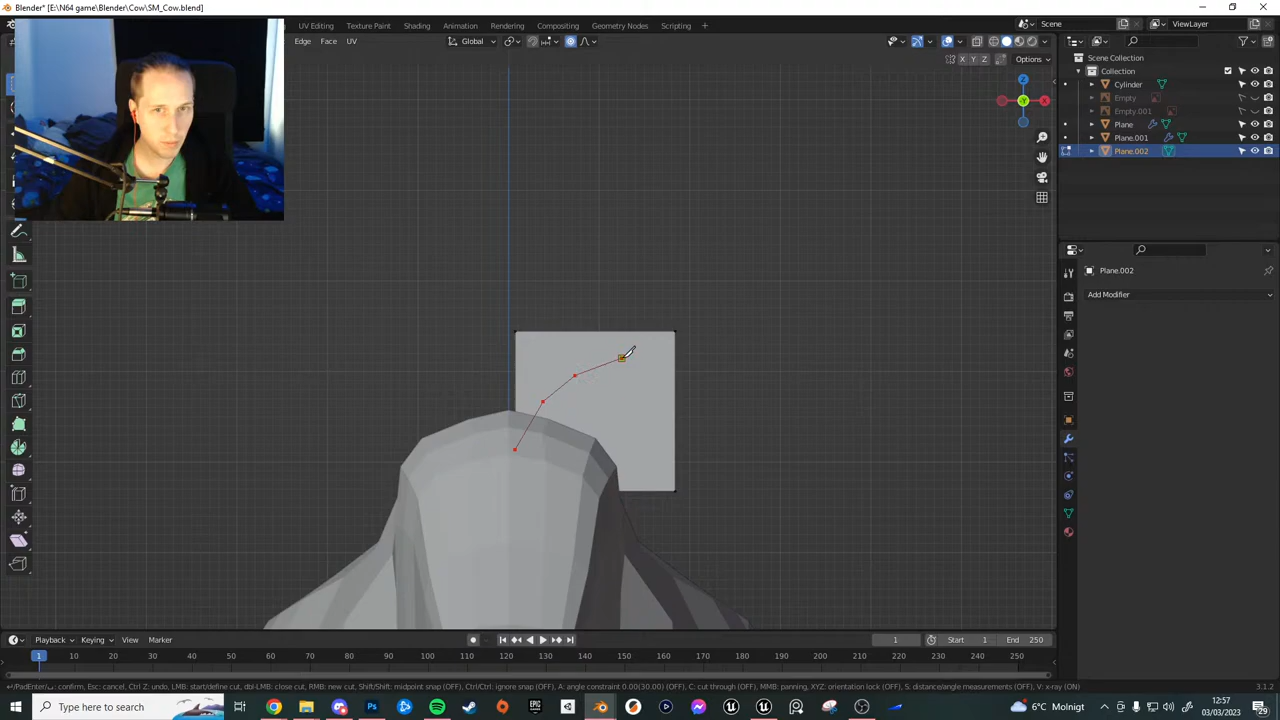 Blender* [E:\N64 game\Blender\Cow\SM_Cow.blend]
UV Editing Texture Paint Shading Animation Rendering Compositing Geometry Nodes Scripting +
Scene ViewLayer
Edge Face UV Global
X Y Z Options
Scene Collection
Collection
Cylinder
Empty
Empty.001
Plane
Plane.001
Plane.002
Z
Y
X
Plane.002
Add Modifier
Playback Keying View Marker 1 Start 1 End 250
1 10 20 30 40 50 60 70 80 90 100 110 120 130 140 150 160 170 180 190 200 210 220 230 240 250
confirm, Esc: cancel, Ctrl Z: undo, LMB: start/define cut, dbl-LMB: close cut, RMB: new cut, Shift/Shift: midpoint snap (OFF), Ctrl/Ctrl: ignore snap (OFF), A: angle constraint 0.00(30.00) (OFF), C: cut through (OFF), MMB: panning, XYZ: orientation lock (OFF), S: distance/angle measurements (OFF), V: x-ray (ON)
3.1.2
Type here to search
6°C Mroinigt
12:57
03/03/2023